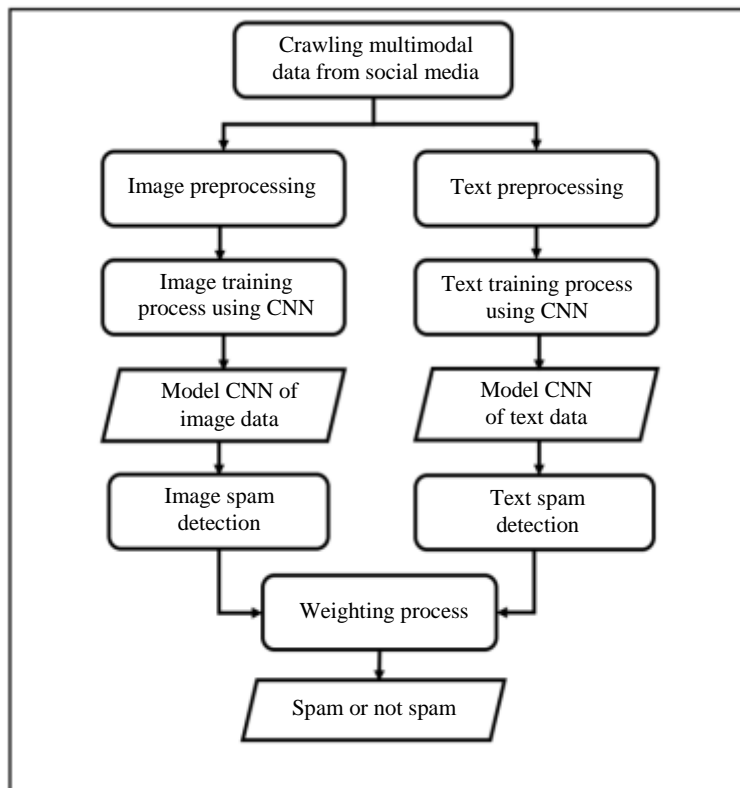 Crawling multimodal
data from social media
Image preprocessing
Text preprocessing
Image training
process using CNN
Text training process
using CNN
Model CNN of
image data
Model CNN
of text data
Image spam
detection
Text spam
detection
Weighting process
Spam or not spam